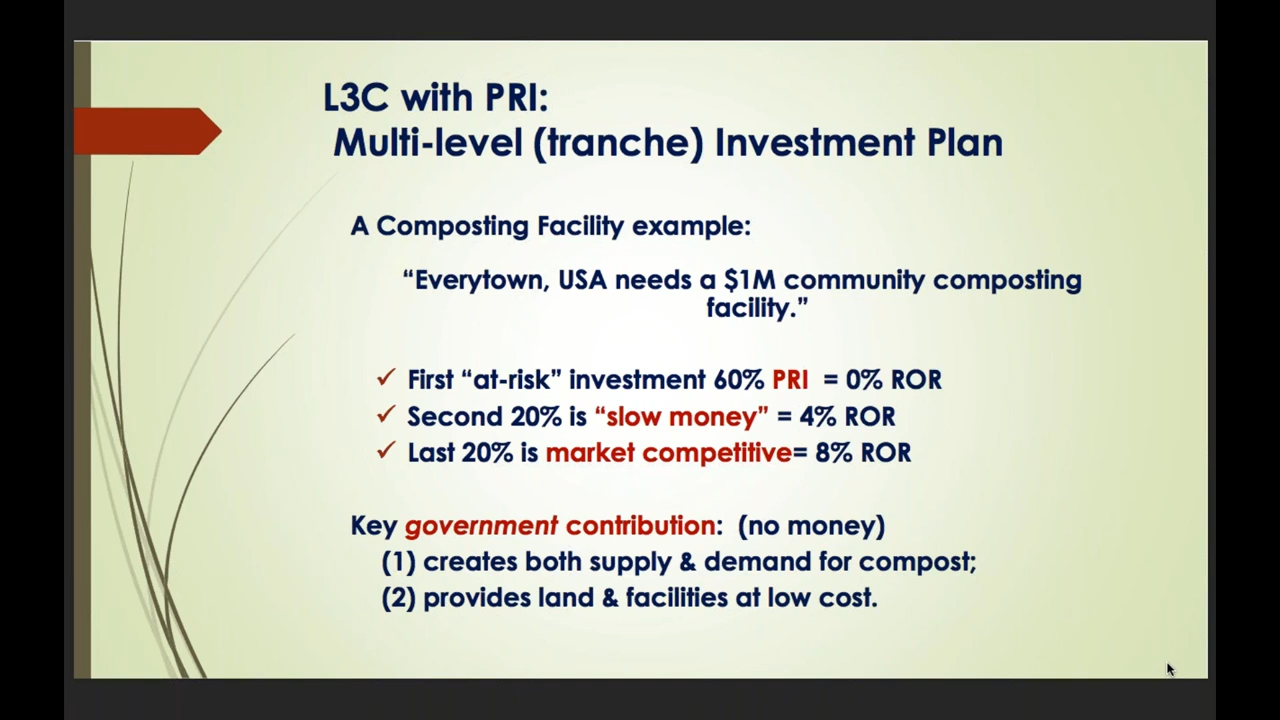 L3C with PRI:
Multi-level (tranche) Investment Plan
A Composting Facility example:
“Everytown, USA needs a $1M community composting
facility.”
✓ First “at-risk” investment 60% PRI = 0% ROR
✓ Second 20% is “slow money” = 4% ROR
✓ Last 20% is market competitive= 8% ROR
Key government contribution: (no money)
(1) creates both supply & demand for compost;
(2) provides land & facilities at low cost.